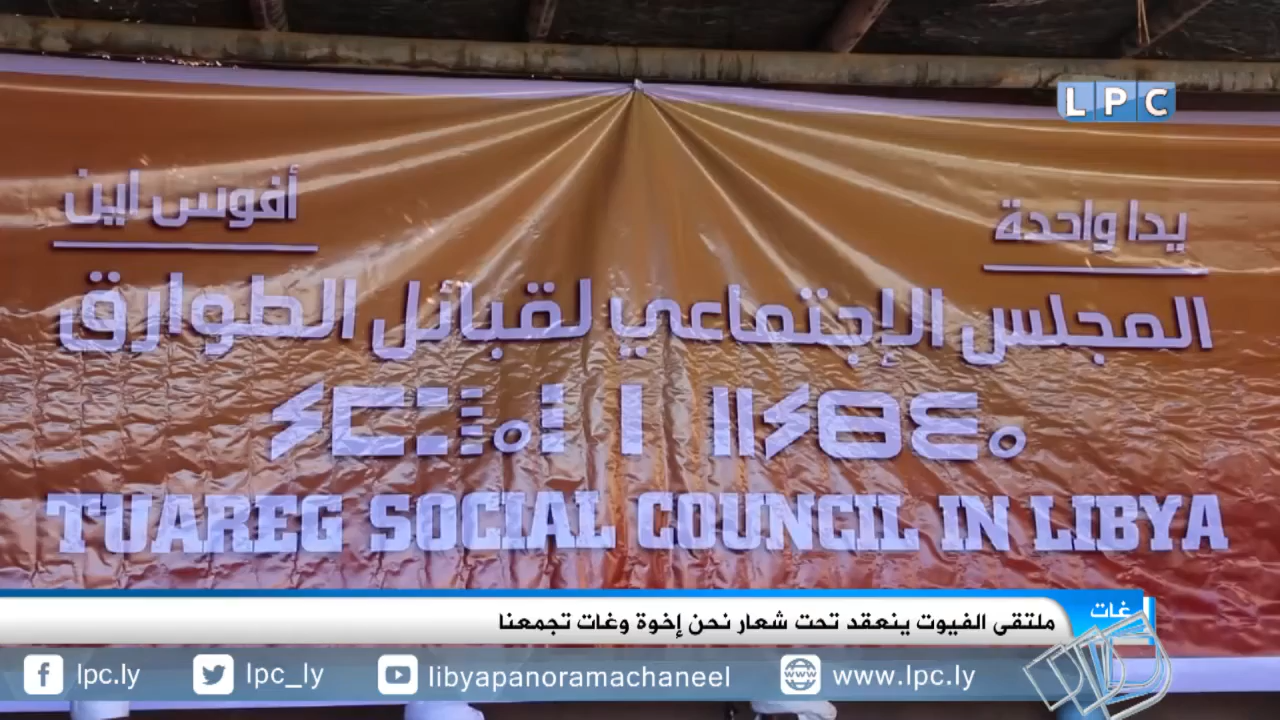 LPC
يدا واحدة
أفوس اين
المجلس الإجتماعي لقبائل الطوارق
TUAREG SOCIAL COUNCIL IN LIBYA
غات
ملتقى الفيوت ينعقد تحت شعار نحن إخوة وغات تجمعنا
lpc.ly
lpc_ly
libyapanoramachaneel
www.lpc.ly